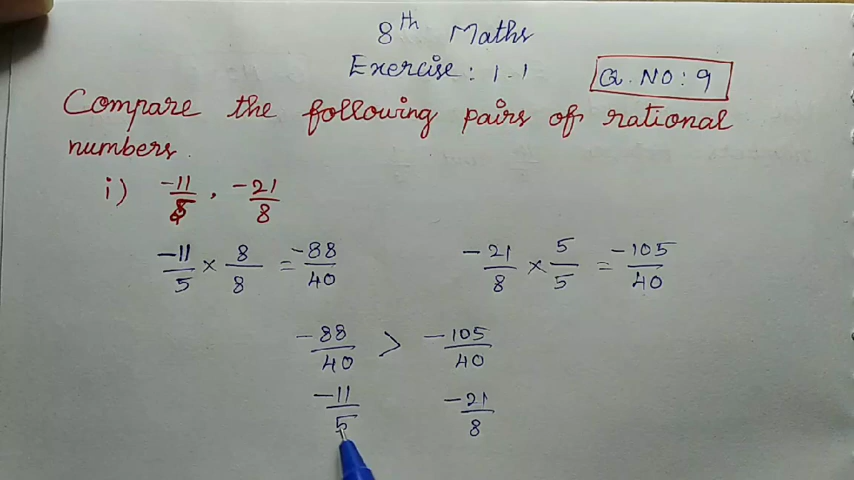 8th Maths
Exercise: 1.1
Q.NO:9
Compare the following pairs of rational
numbers.
i) -11/5, -21/8
-11/5 × 8/8 = -88/40
-21/8 × 5/5 = -105/40
-88/40 > -105/40
-11/5 -21/8